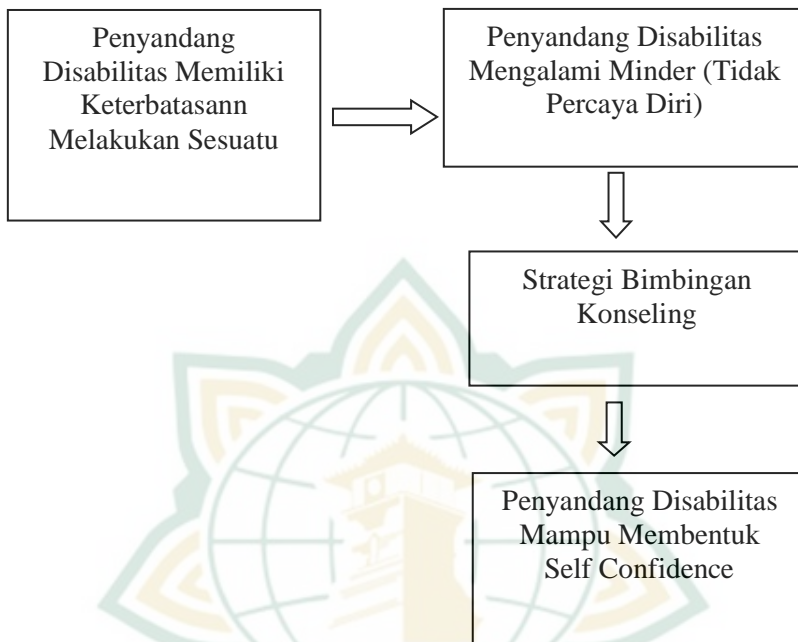 Penyandang
Disabilitas Memiliki
Keterbatasann
Melakukan Sesuatu
Penyandang Disabilitas
Mengalami Minder (Tidak
Percaya Diri)
Strategi Bimbingan
Konseling
Penyandang Disabilitas
Mampu Membentuk
Self Confidence